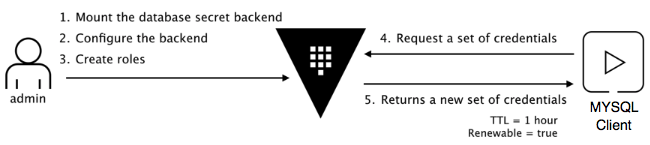 1. Mount the database secret backend
2. Configure the backend
3. Create roles
admin
4. Request a set of credentials
5. Returns a new set of credentials
TTL = 1 hour
Renewable = true
MYSQL
Client